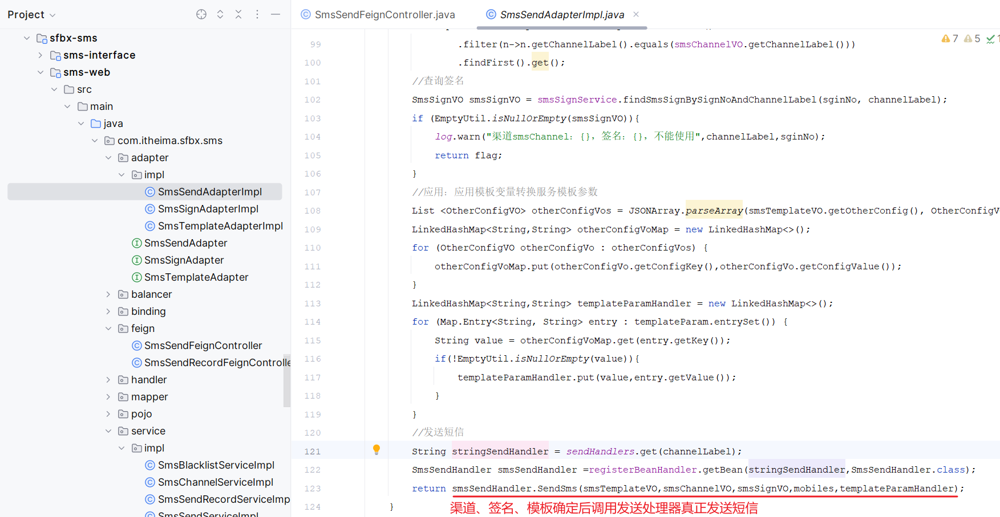 Project
sfbx-sms
sms-interface
sms-web
src
main
java
com.itheima.sfbx.sms
adapter
impl
SmsSendAdapterImpl
SmsSignAdapterImpl
SmsTemplateAdapterImpl
SmsSendAdapter
SmsSignAdapter
SmsTemplateAdapter
balancer
binding
feign
SmsSendFeignController
SmsSendRecordFeignControlle
handler
mapper
pojo
service
impl
SmsBlacklistServiceImpl
SmsChannelServiceImpl
SmsSendRecordServiceImp
SmsSendServiceImpl
SmsSendFeignController.java
SmsSendAdapterImpl.java
7 5 1
99 .filter(n->n.getChannelLabel().equals(smsChannelVO.getChannelLabel()))
100 .findFirst().get();
101 //查询签名
102 SmsSignVO smsSignVO = smsSignService.findSmsSignBySignNoAndChannelLabel(sginNo, channelLabel);
103 if (EmptyUtil.isNullOrEmpty(smsSignVO)){
104 log.warn("渠道smsChannel：{}，签名：{}，不能使用",channelLabel,sginNo);
105 return flag;
106 }
107 //应用：应用模板变量转换服务模板参数
108 List <OtherConfigVO> otherConfigVos = JSONArray.parseArray(smsTemplateVO.getOtherConfig(), OtherConfigV
109 LinkedHashMap<String,String> otherConfigVoMap = new LinkedHashMap<>();
110 for (OtherConfigVO otherConfigVo : otherConfigVos) {
111 otherConfigVoMap.put(otherConfigVo.getConfigKey(),otherConfigVo.getConfigValue());
112 }
113 LinkedHashMap<String,String> templateParamHandler = new LinkedHashMap<>();
114 for (Map.Entry<String, String> entry : templateParam.entrySet()) {
115 String value = otherConfigVoMap.get(entry.getKey());
116 if(!EmptyUtil.isNullOrEmpty(value)){
117 templateParamHandler.put(value,entry.getValue());
118 }
119 }
120 //发送短信
121 String stringSendHandler = sendHandlers.get(channelLabel);
122 SmsSendHandler smsSendHandler =registerBeanHandler.getBean(stringSendHandler,SmsSendHandler.class);
123 return smsSendHandler.SendSms(smsTemplateVO,smsChannelVO,smsSignVO,mobiles,templateParamHandler);
124 }
渠道、签名、模板确定后调用发送处理器真正发送短信